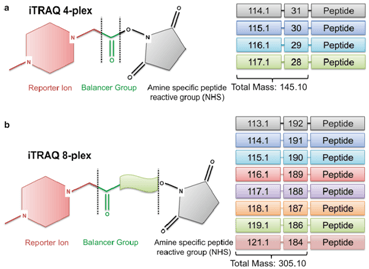 a
iTRAQ 4-plex
N
N
O
O
O
N
O
Reporter Ion
Balancer Group
Amine specific peptide
reactive group (NHS)
114.1 31 Peptide
115.1 30 Peptide
116.1 29 Peptide
117.1 28 Peptide
Total Mass: 145.10
b
iTRAQ 8-plex
N
N
O
O
O
N
O
Reporter Ion
Balancer Group
Amine specific peptide
reactive group (NHS)
113.1 192 Peptide
114.1 191 Peptide
115.1 190 Peptide
116.1 189 Peptide
117.1 188 Peptide
118.1 187 Peptide
119.1 186 Peptide
121.1 184 Peptide
Total Mass: 305.10